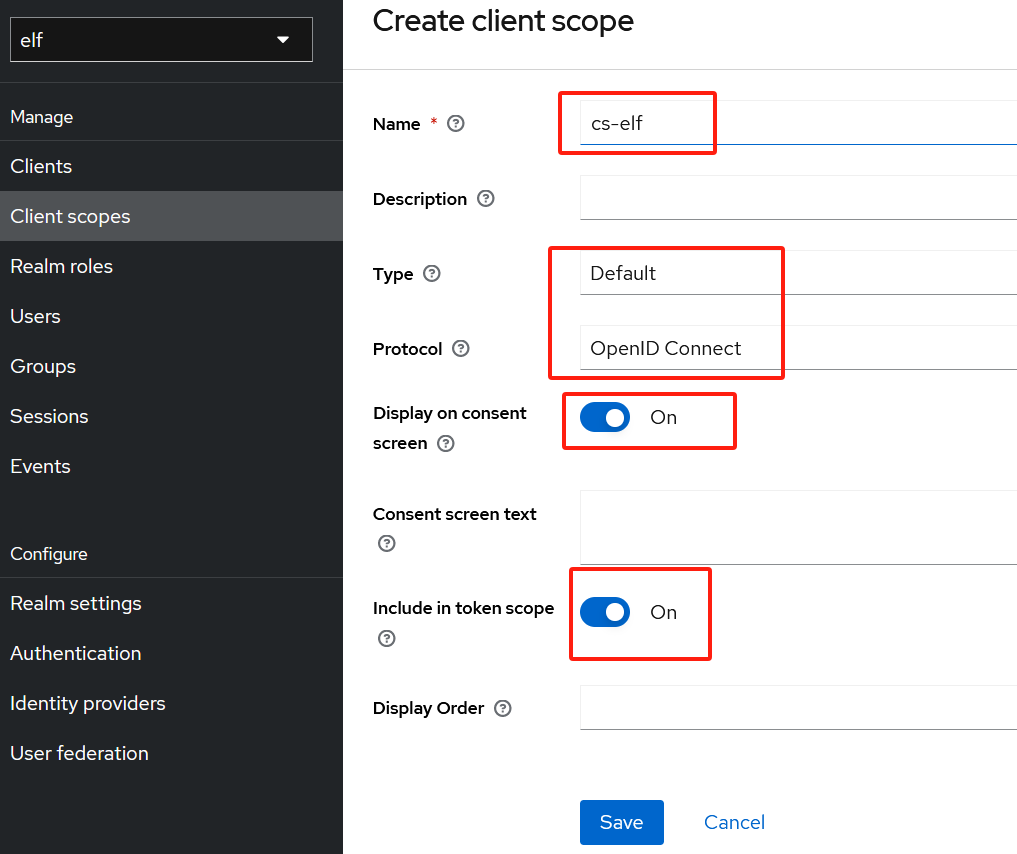 elf
Manage
Clients
Client scopes
Realm roles
Users
Groups
Sessions
Events
Configure
Realm settings
Authentication
Identity providers
User federation
Create client scope
Name *
cs-elf
Description
Type
Default
Protocol
OpenID Connect
Display on consent
screen
On
Consent screen text
Include in token scope
On
Display Order
Save
Cancel